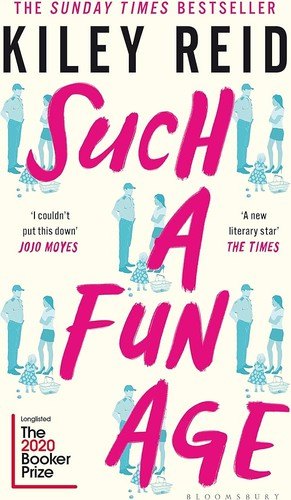 THE SUNDAY TIMES BESTSELLER
KILEY REID
SUCH
'I couldn't
put this down'
JOJO MOYES
A
'A new
literary star'
THE TIMES
FUN
AGE
Longlisted
The
2020
Booker
Prize
BLOOMSBURY